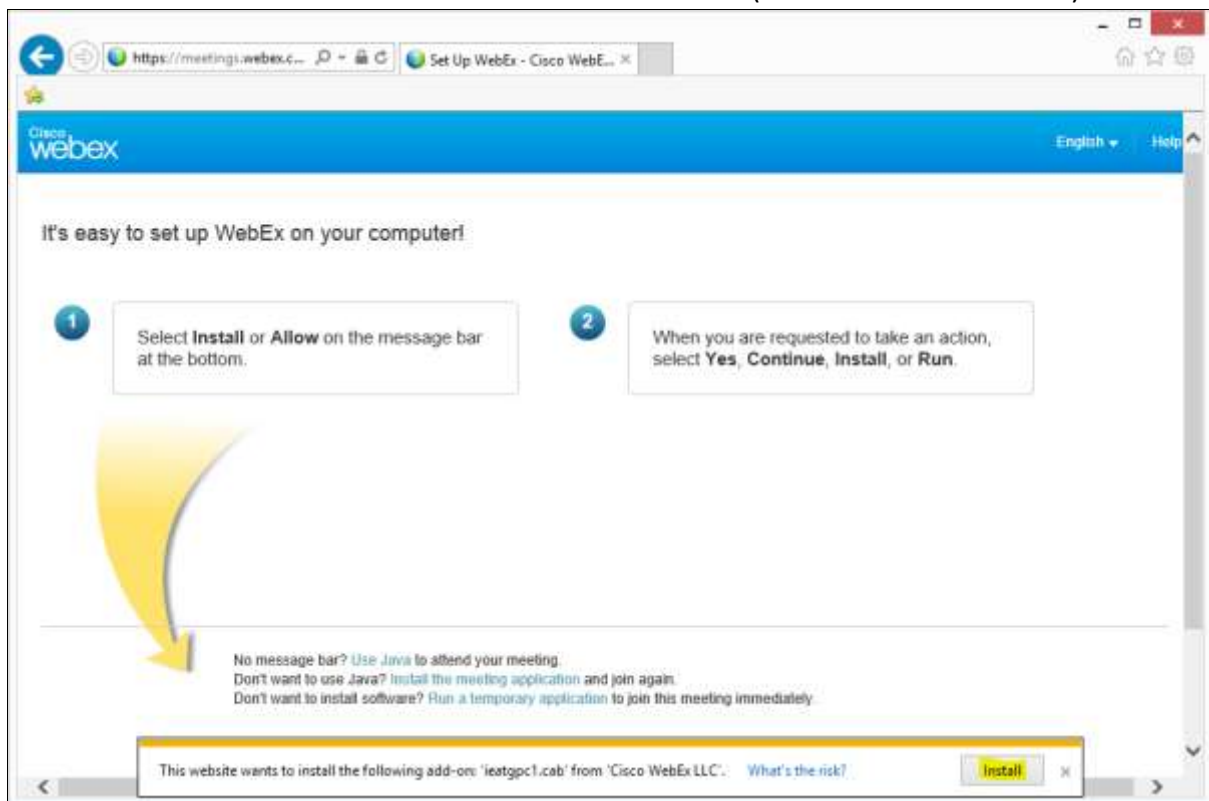 https://meetings.webex.c...
Set Up WebEx - Cisco WebE...
Cisco
webex
English
Help
It's easy to set up WebEx on your computer!
1
Select Install or Allow on the message bar
at the bottom.
2
When you are requested to take an action,
select Yes, Continue, Install, or Run.
No message bar? Use Java to attend your meeting.
Don't want to use Java? Install the meeting application and join again.
Don't want to install software? Run a temporary application to join this meeting immediately.
This website wants to install the following add-on: 'ieatgpc1.cab' from 'Cisco WebEx LLC'. What's the risk? Install